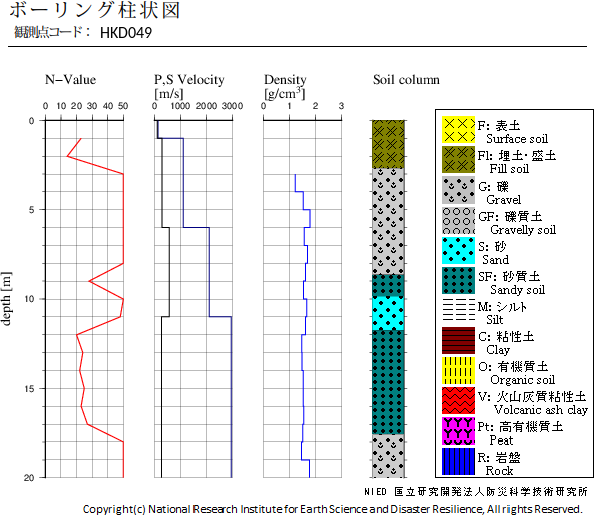 ボーリング柱状図
観測点コード： HKD049
N-Value P,S Velocity Density Soil column
[m/s] [g/cm³]
0 10 20 30 40 50 0 1000 2000 3000 0 1 2 3
0
5
10
15
20
depth [m]
F: 表土
Surface soil
Fl: 埋土・盛土
Fill soil
G: 礫
Gravel
GF: 礫質土
Gravelly soil
S: 砂
Sand
SF: 砂質土
Sandy soil
M: シルト
Silt
C: 粘性土
Clay
O: 有機質土
Organic soil
V: 火山灰質粘性土
Volcanic ash clay
Pt: 高有機質土
Peat
R: 岩盤
Rock
NIED 国立研究開発法人防災科学技術研究所
Copyright(c) National Research Institute for Earth Science and Disaster Resilience, All rights Reserved.